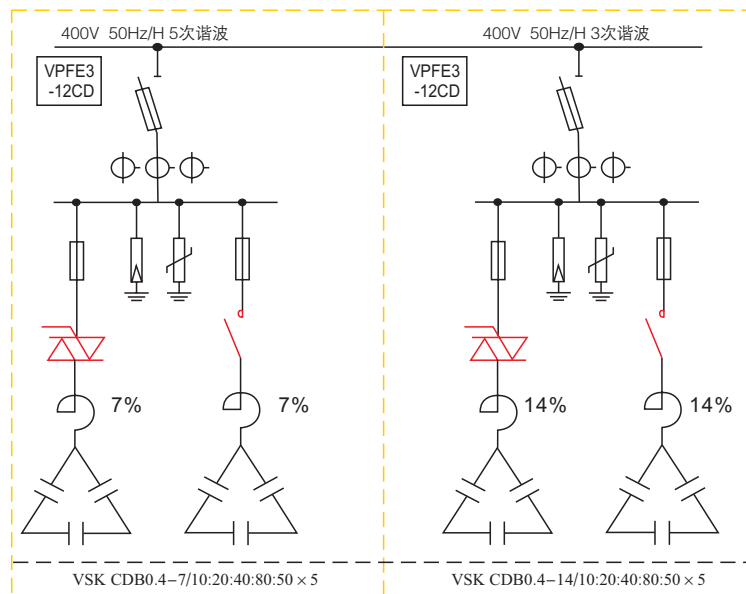 400V 50Hz/H 5次谐波
400V 50Hz/H 3次谐波
VPFE3
-12CD
VPFE3
-12CD
7%
7%
14%
14%
VSK CDB0.4–7/10:20:40:80:50×5
VSK CDB0.4–14/10:20:40:80:50×5